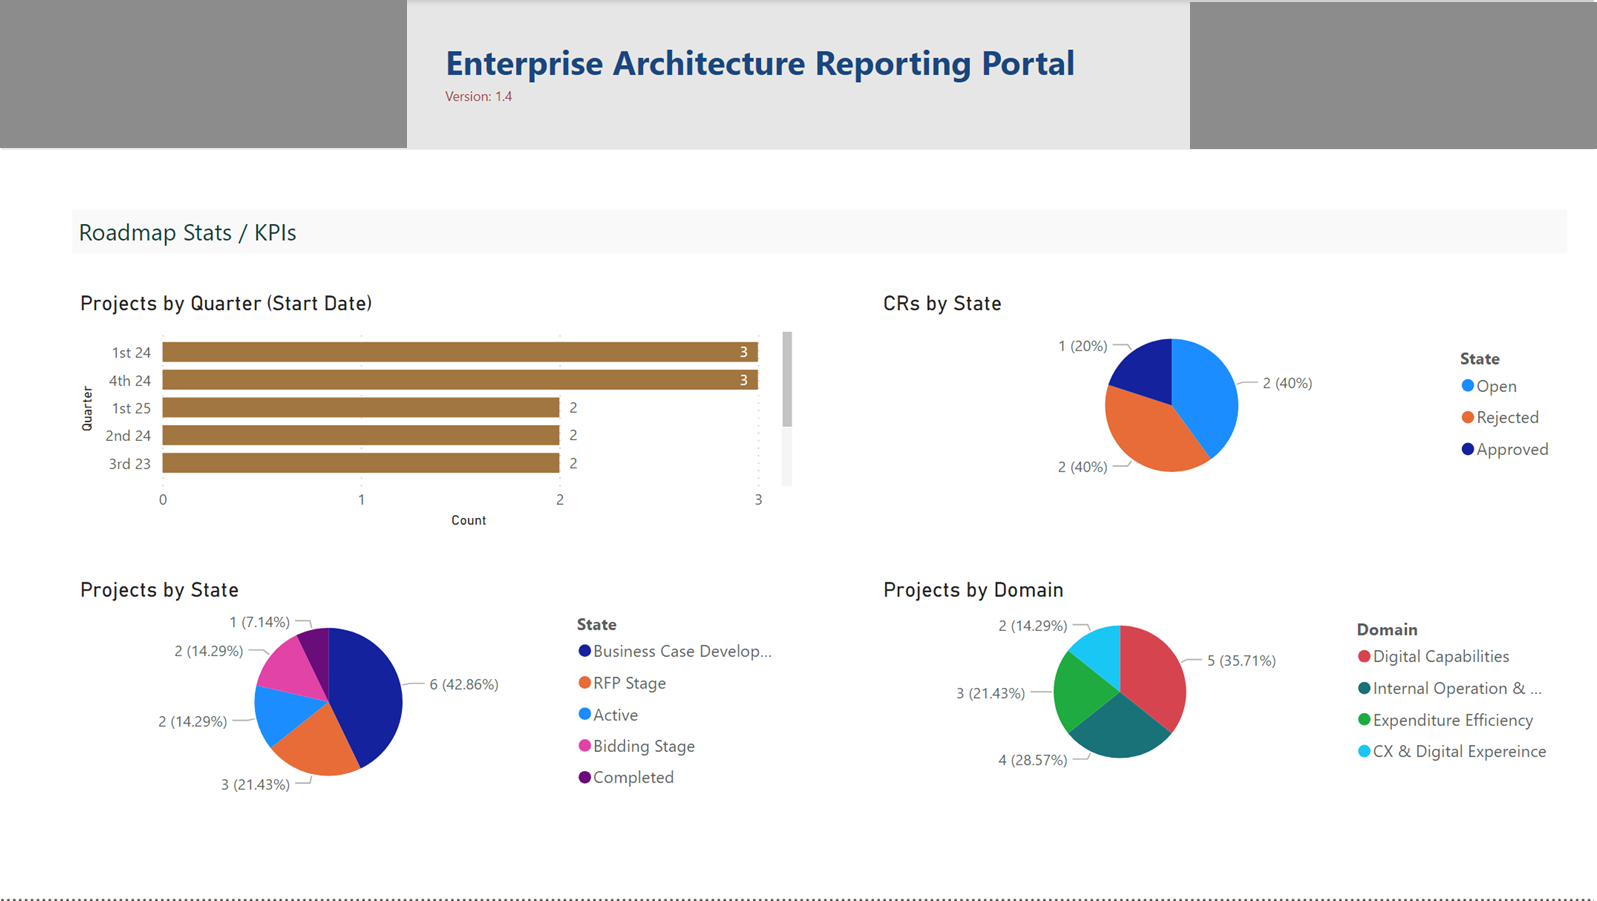 Enterprise Architecture Reporting Portal
Version: 1.4
Roadmap Stats / KPIs
Projects by Quarter (Start Date)
Quarter
1st 24
3
4th 24
3
1st 25
2
2nd 24
2
3rd 23
2
0 1 2 3
Count
CRs by State
1 (20%)
2 (40%)
2 (40%)
State
Open
Rejected
Approved
Projects by State
1 (7.14%)
2 (14.29%)
6 (42.86%)
2 (14.29%)
3 (21.43%)
State
Business Case Develop...
RFP Stage
Active
Bidding Stage
Completed
Projects by Domain
2 (14.29%)
5 (35.71%)
3 (21.43%)
4 (28.57%)
Domain
Digital Capabilities
Internal Operation & ...
Expenditure Efficiency
CX & Digital Expereince